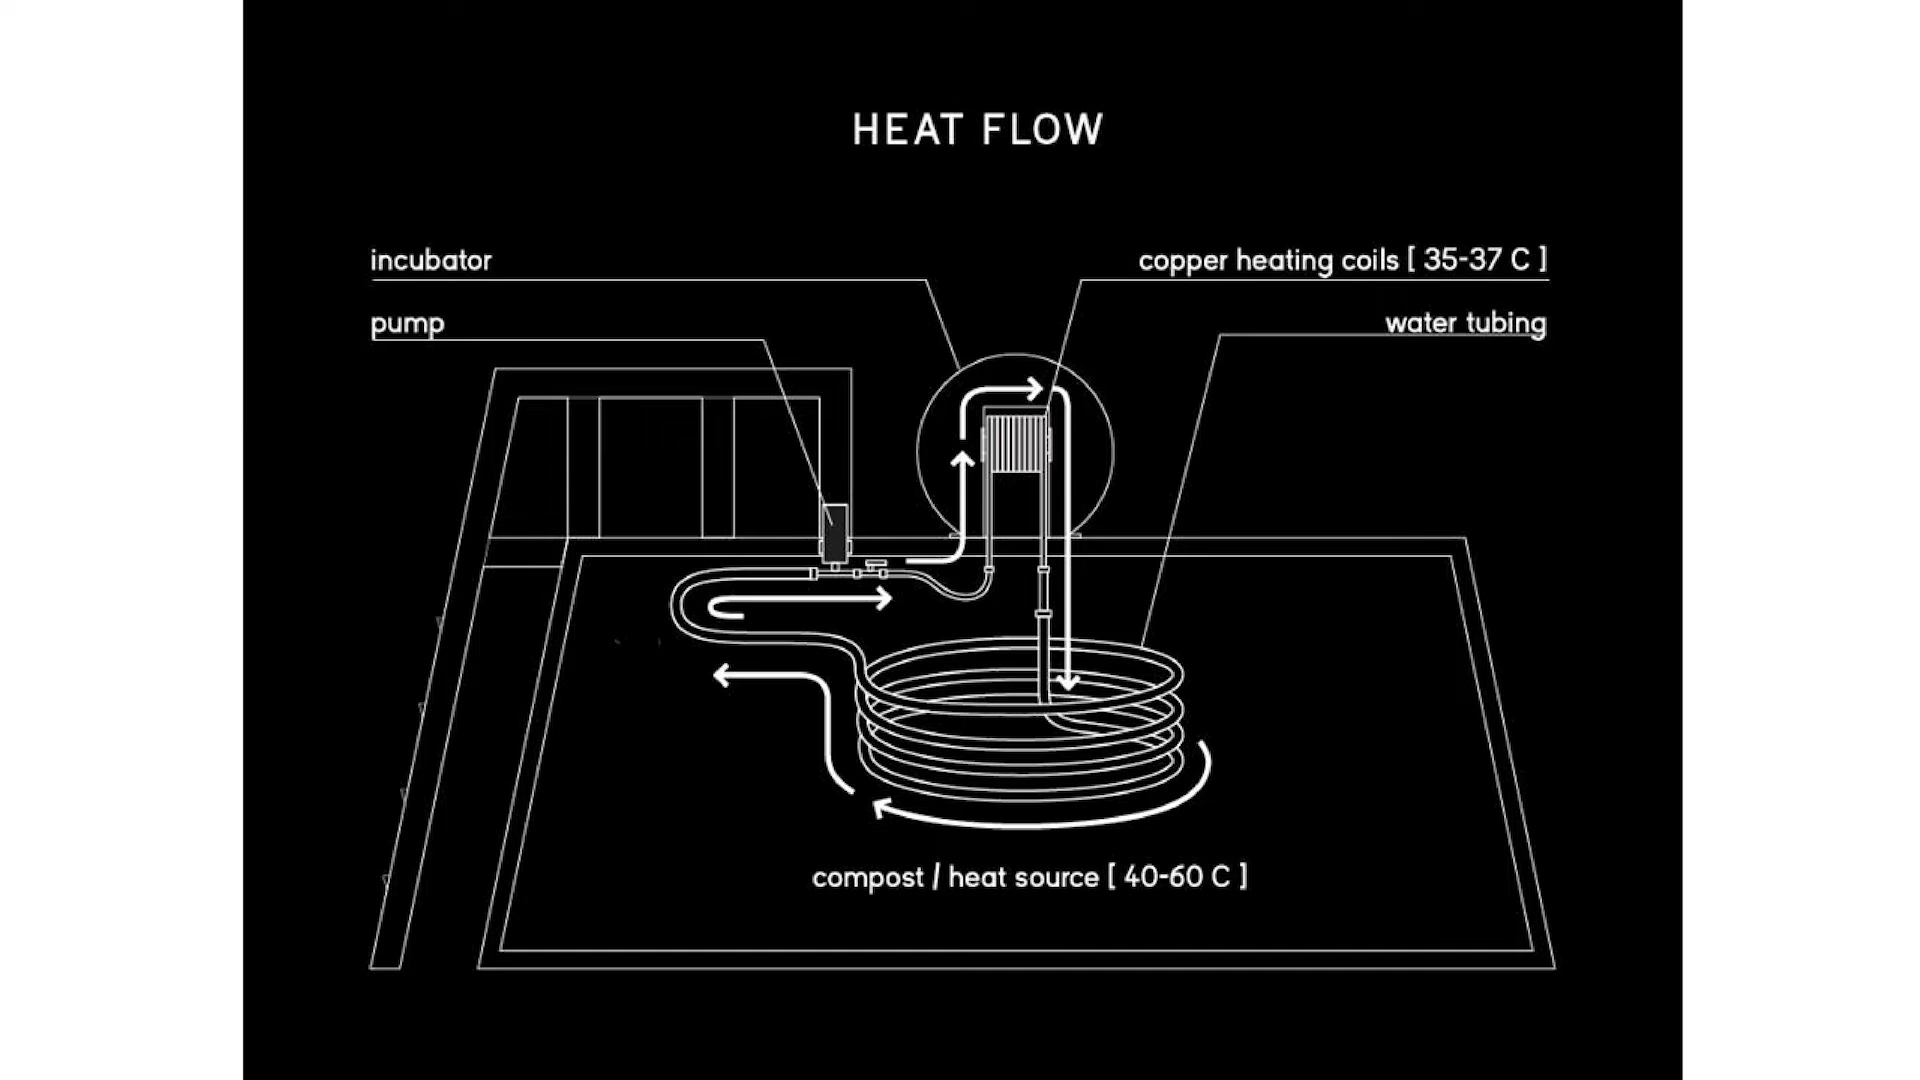 HEAT FLOW
incubator
copper heating coils [ 35-37 C ]
pump
water tubing
compost / heat source [ 40-60 C ]